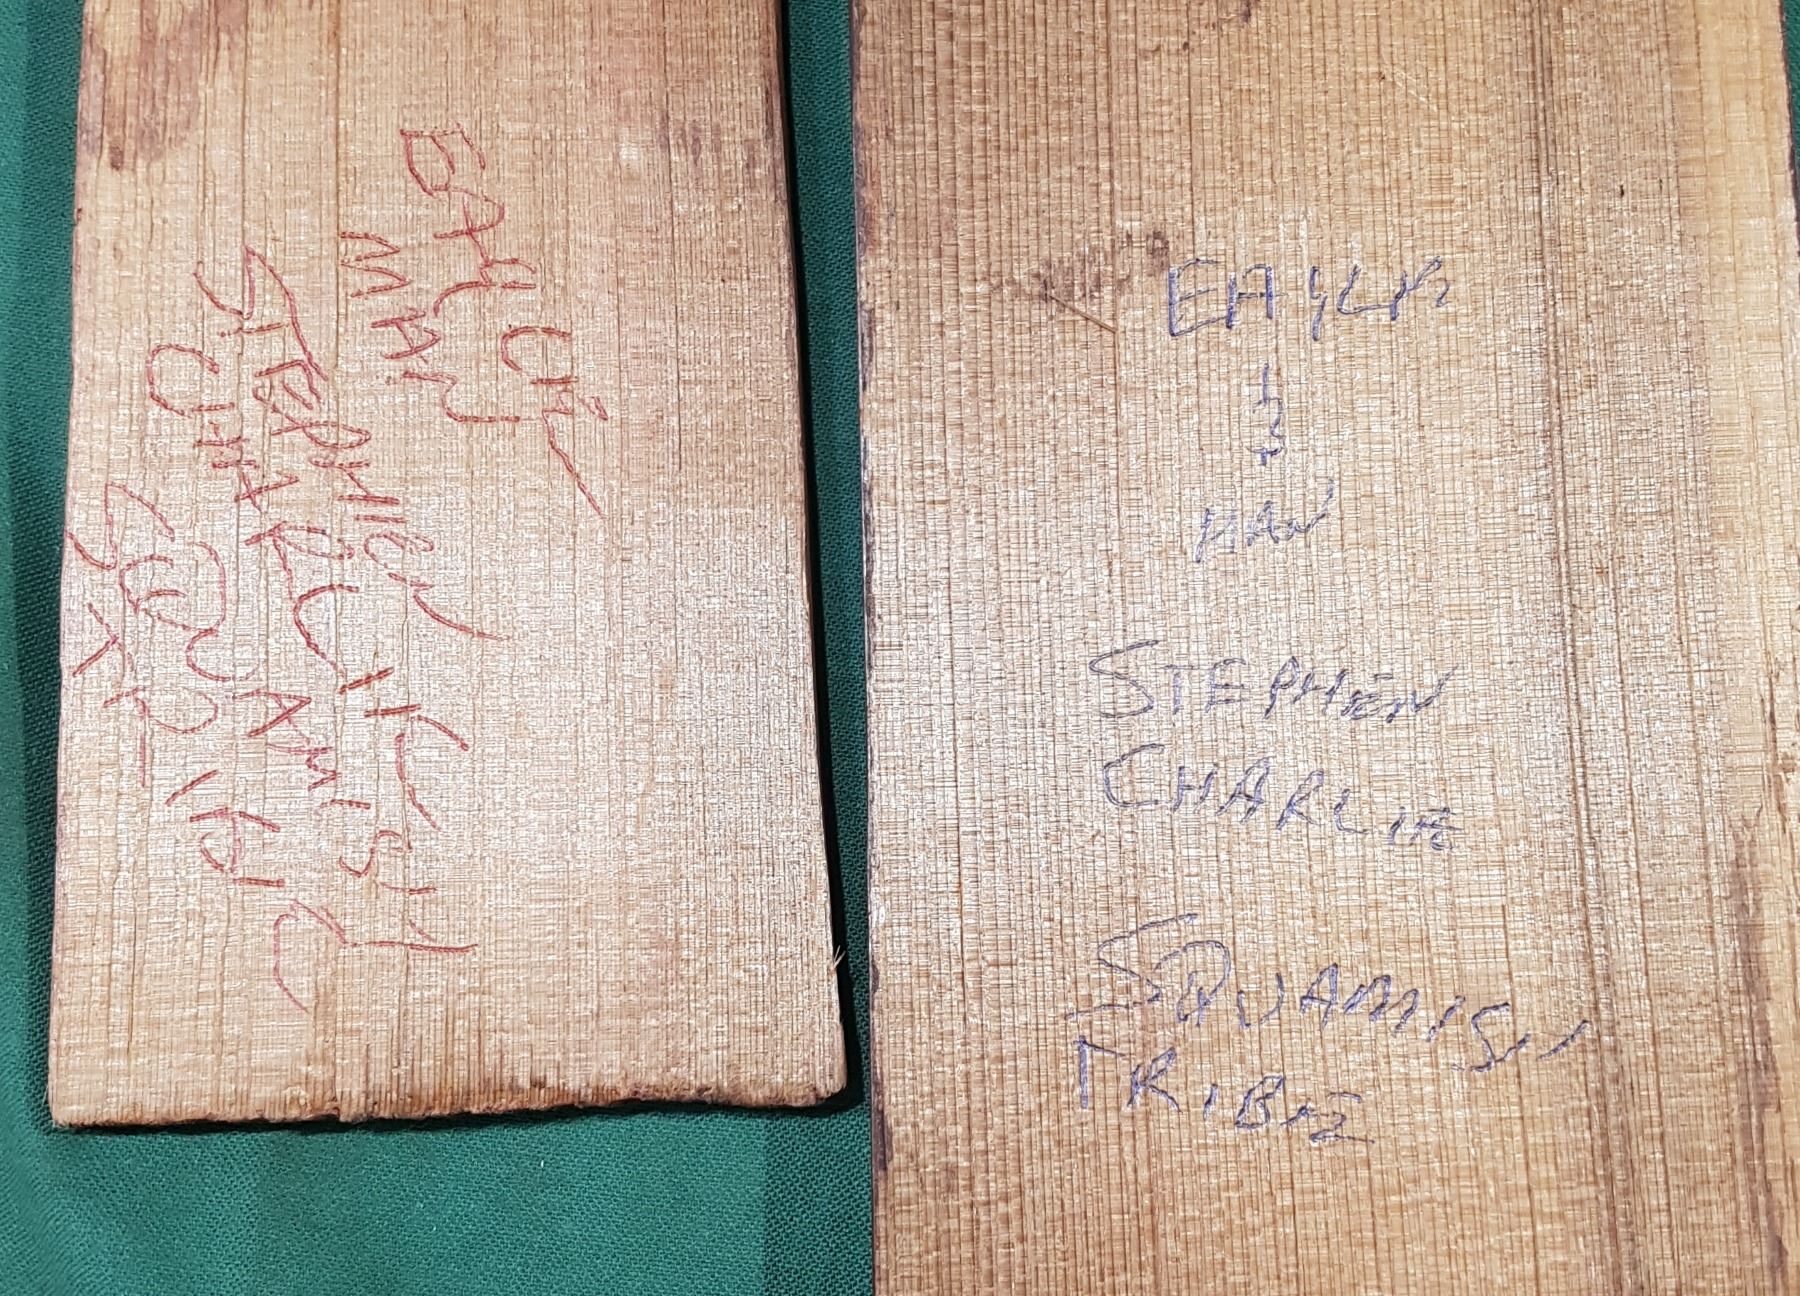 EAGLE
MAN
STEPHEN
CHARLIE
SQUAMISH
EAGLE
&
MAN
STEPHEN
CHARLIE
SQUAMISH
TRIBE